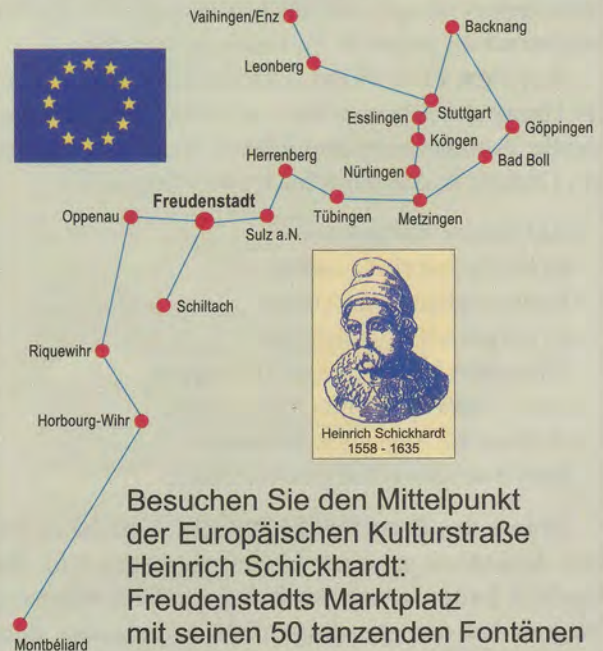 Vaihingen/Enz
Backnang
Leonberg
Stuttgart
Esslingen
Göppingen
Köngen
Herrenberg
Bad Boll
Nürtingen
Freudenstadt
Oppenau
Tübingen
Metzingen
Sulz a.N.
Schiltach
Riquewihr
Horbourg-Wihr
Heinrich Schickhardt
1558 - 1635
Besuchen Sie den Mittelpunkt
der Europäischen Kulturstraße
Heinrich Schickhardt:
Freudenstadts Marktplatz
mit seinen 50 tanzenden Fontänen
Montbéliard